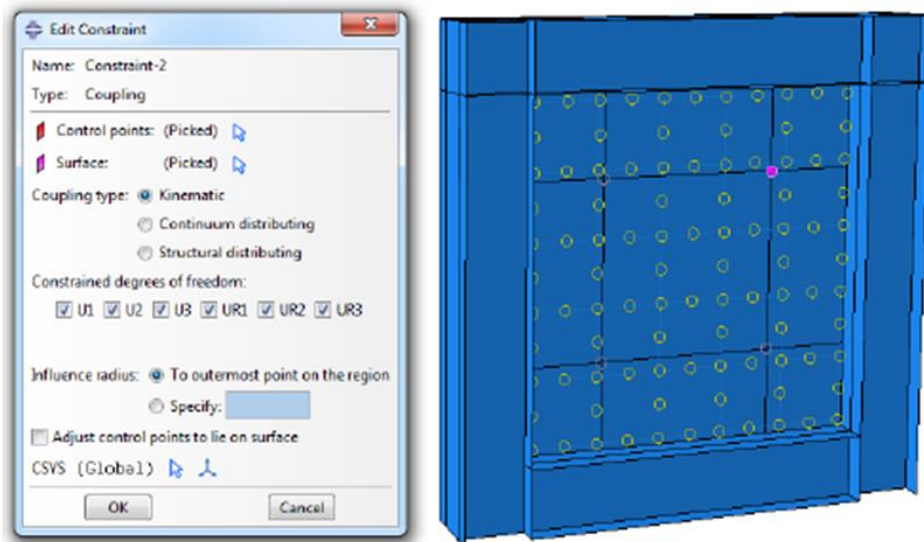 Edit Constraint
Name: Constraint-2
Type: Coupling
Control points: (Picked)
Surface: (Picked)
Coupling type: Kinematic
Continuum distributing
Structural distributing
Constrained degrees of freedom:
U1 U2 U3 UR1 UR2 UR3
Influence radius: To outermost point on the region
Specify:
Adjust control points to lie on surface
CSYS (Global)
OK Cancel